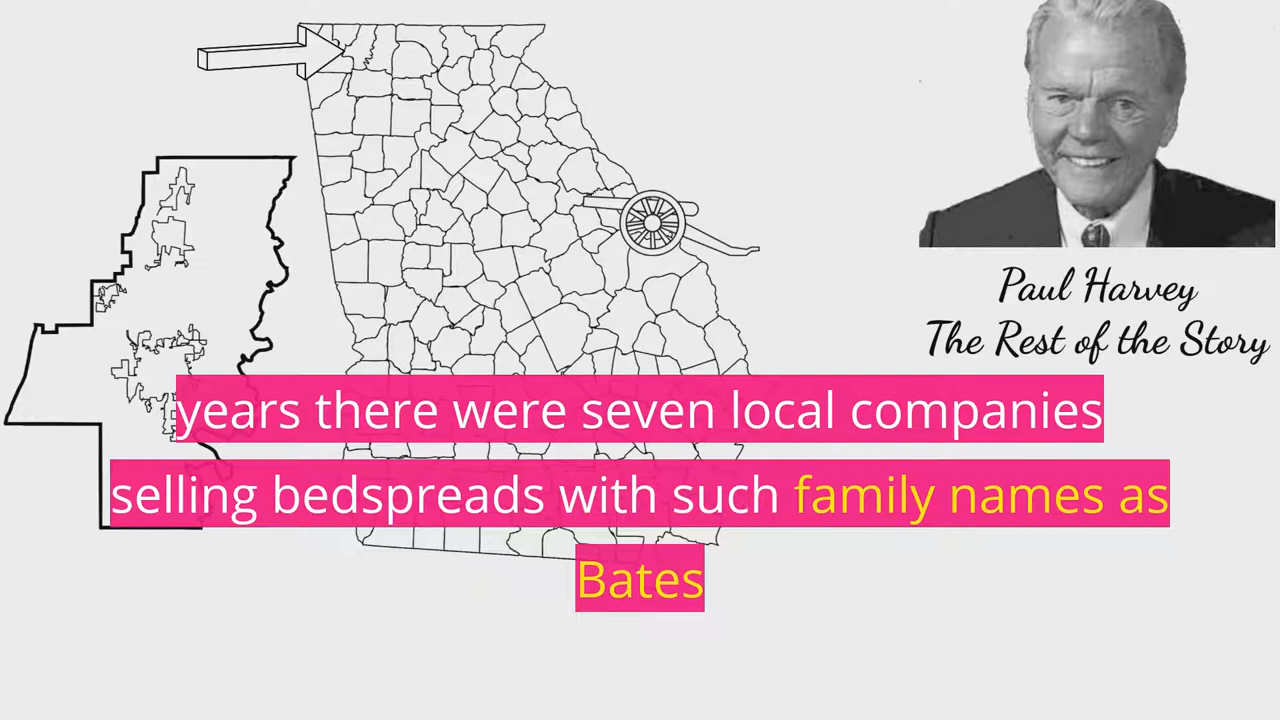 Paul Harvey
The Rest of the Story
years there were seven local companies
selling bedspreads with such family names as
Bates